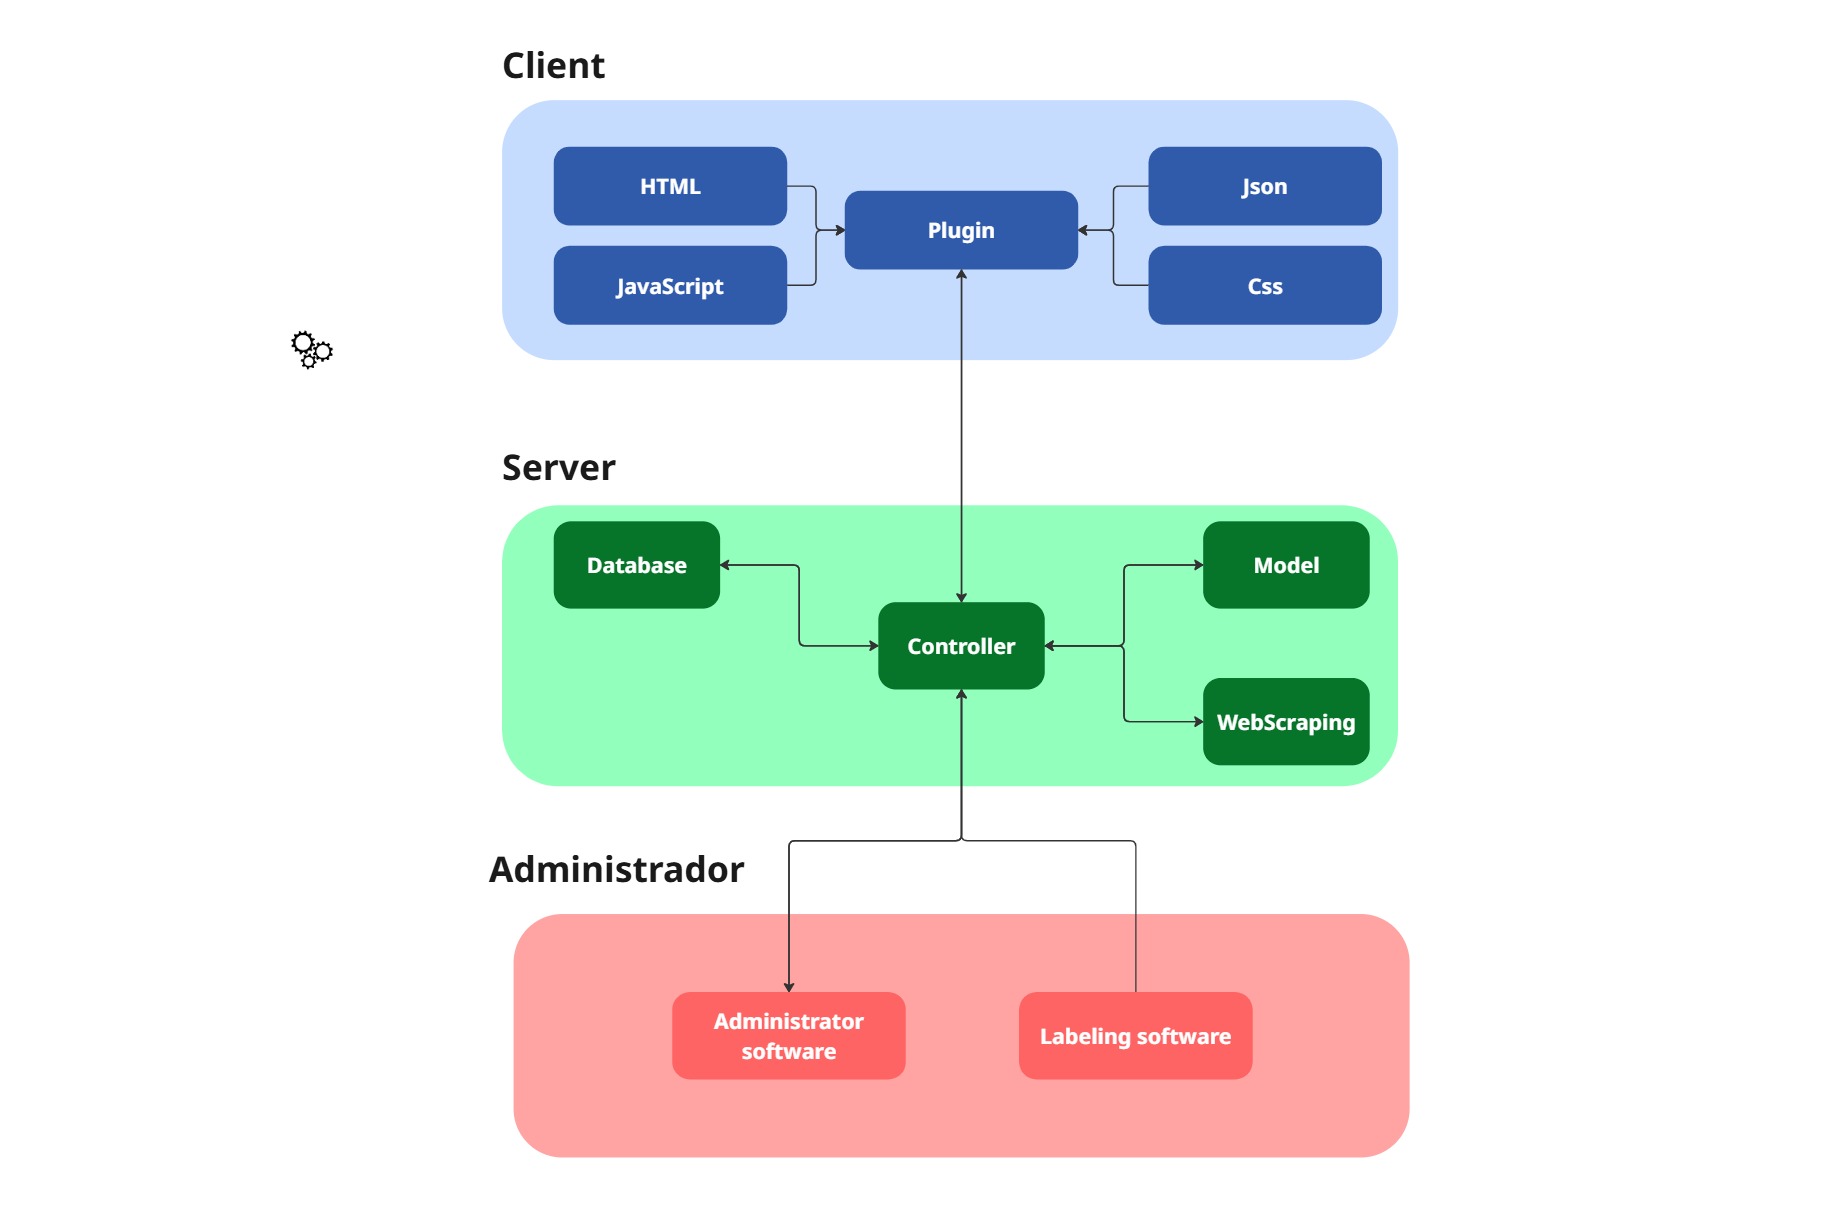 Client
HTML
Json
Plugin
JavaScript
Css
Server
Database
Model
Controller
WebScraping
Administrador
Administrator
software
Labeling software